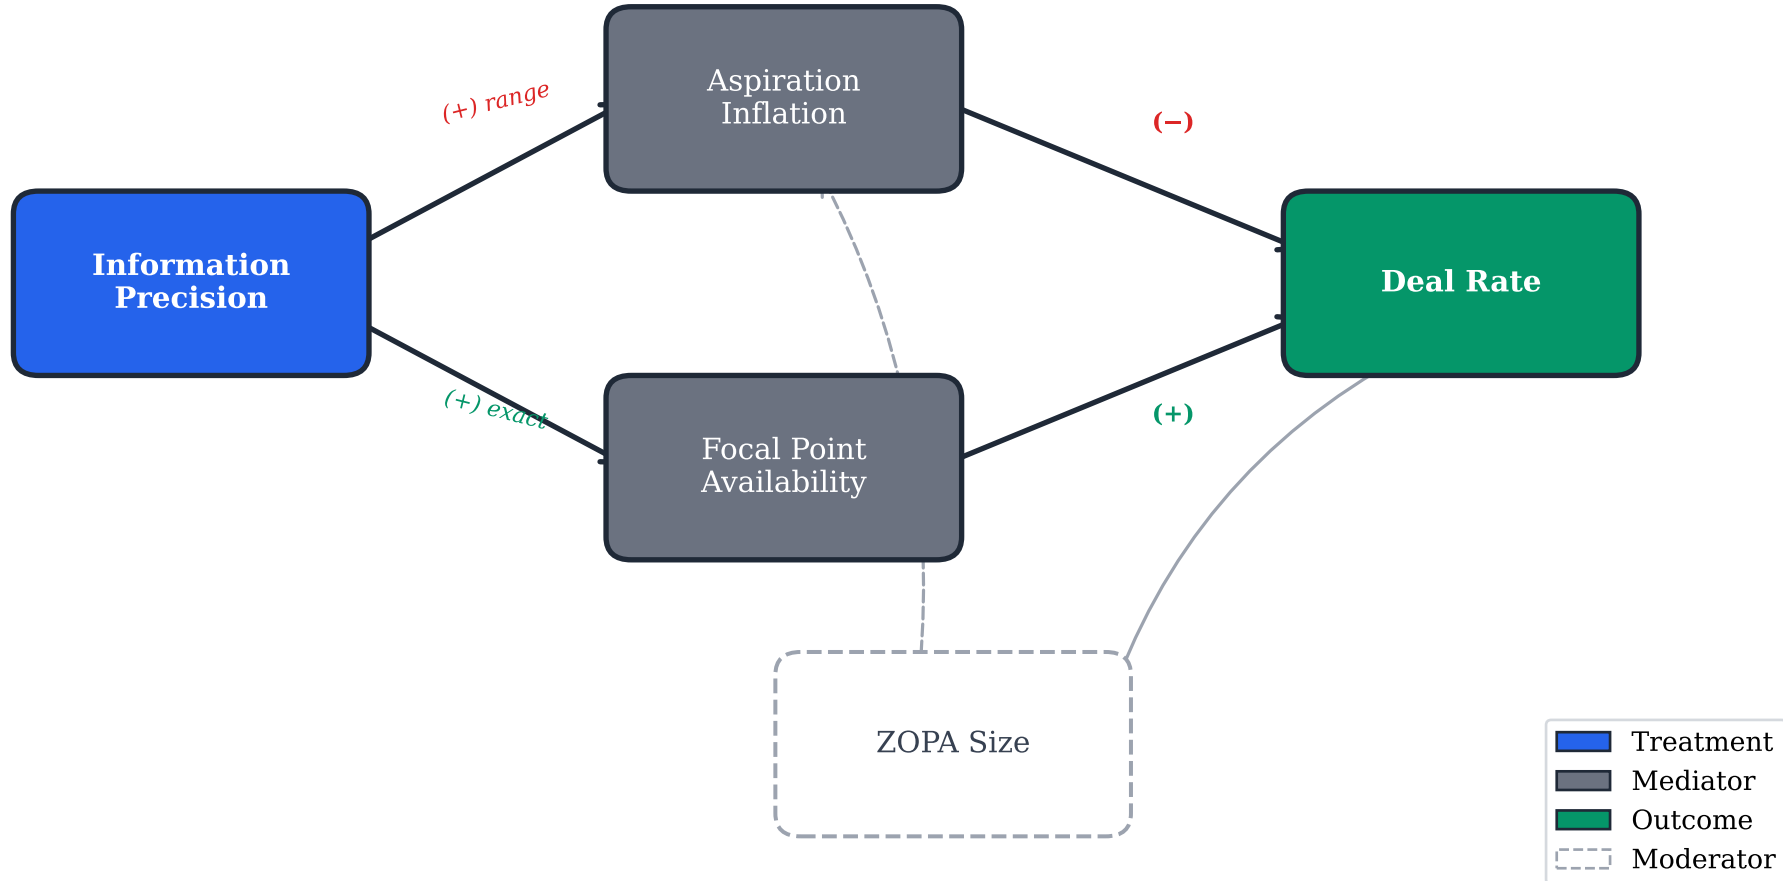 Aspiration
Inflation
(+) range
(−)
Information
Precision
Deal Rate
(+) exact
(+)
Focal Point
Availability
ZOPA Size
Treatment
Mediator
Outcome
Moderator